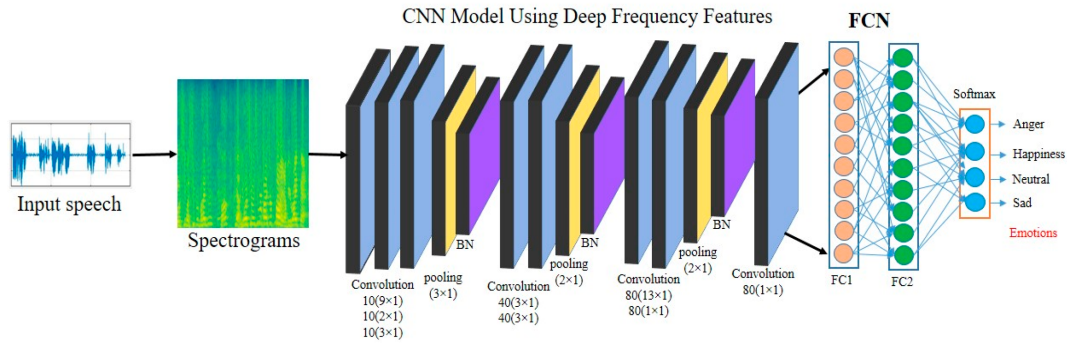 CNN Model Using Deep Frequency Features
FCN
Input speech
Spectrograms
Convolution
10(9×1)
10(2×1)
10(3×1)
pooling
(3×1)
BN
Convolution
40(3×1)
40(3×1)
pooling
(2×1)
BN
Convolution
80(13×1)
80(1×1)
pooling
(2×1)
BN
Convolution
80(1×1)
FC1
FC2
Softmax
Anger
Happiness
Neutral
Sad
Emotions